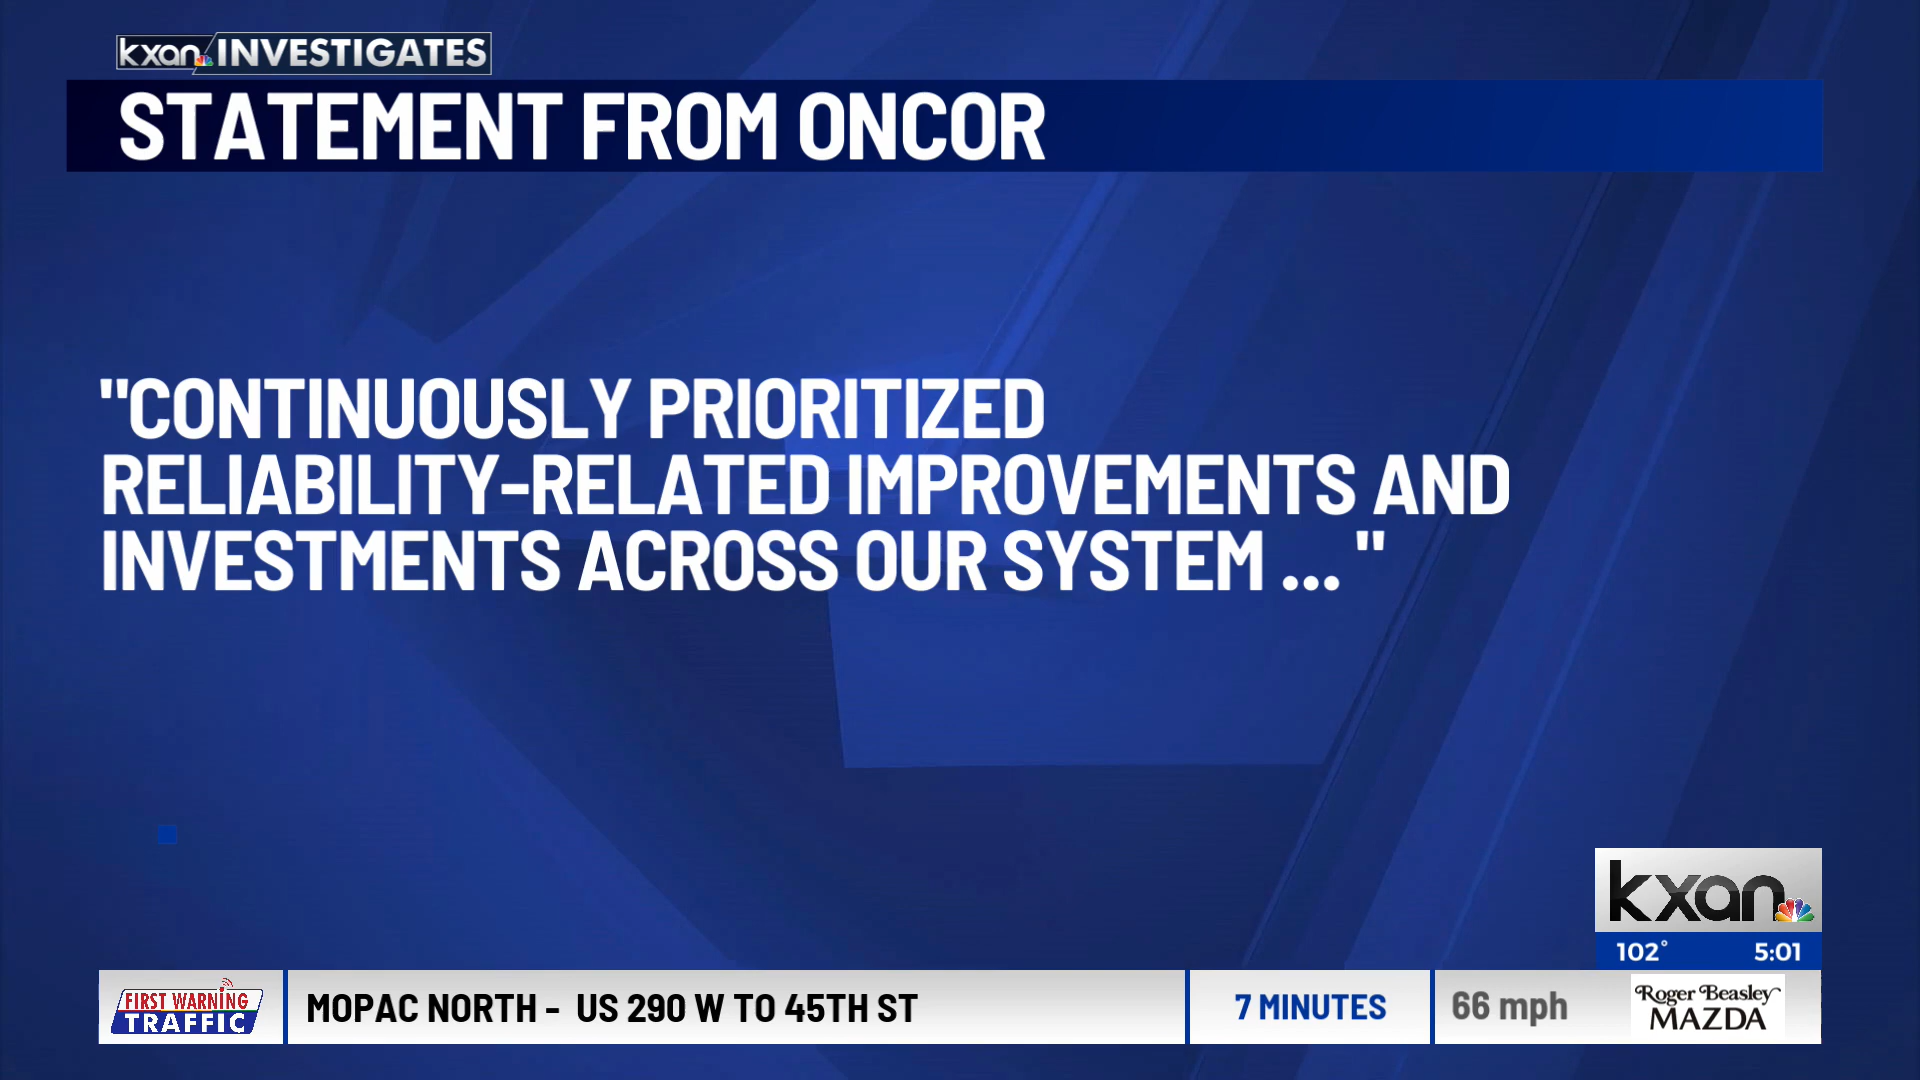 kxan INVESTIGATES
STATEMENT FROM ONCOR
"CONTINUOUSLY PRIORITIZED
RELIABILITY-RELATED IMPROVEMENTS AND
INVESTMENTS ACROSS OUR SYSTEM ... "
kxan
102° 5:01
FIRST WARNING
TRAFFIC
MOPAC NORTH - US 290 W TO 45TH ST
7 MINUTES
66 mph
Roger Beasley
MAZDA